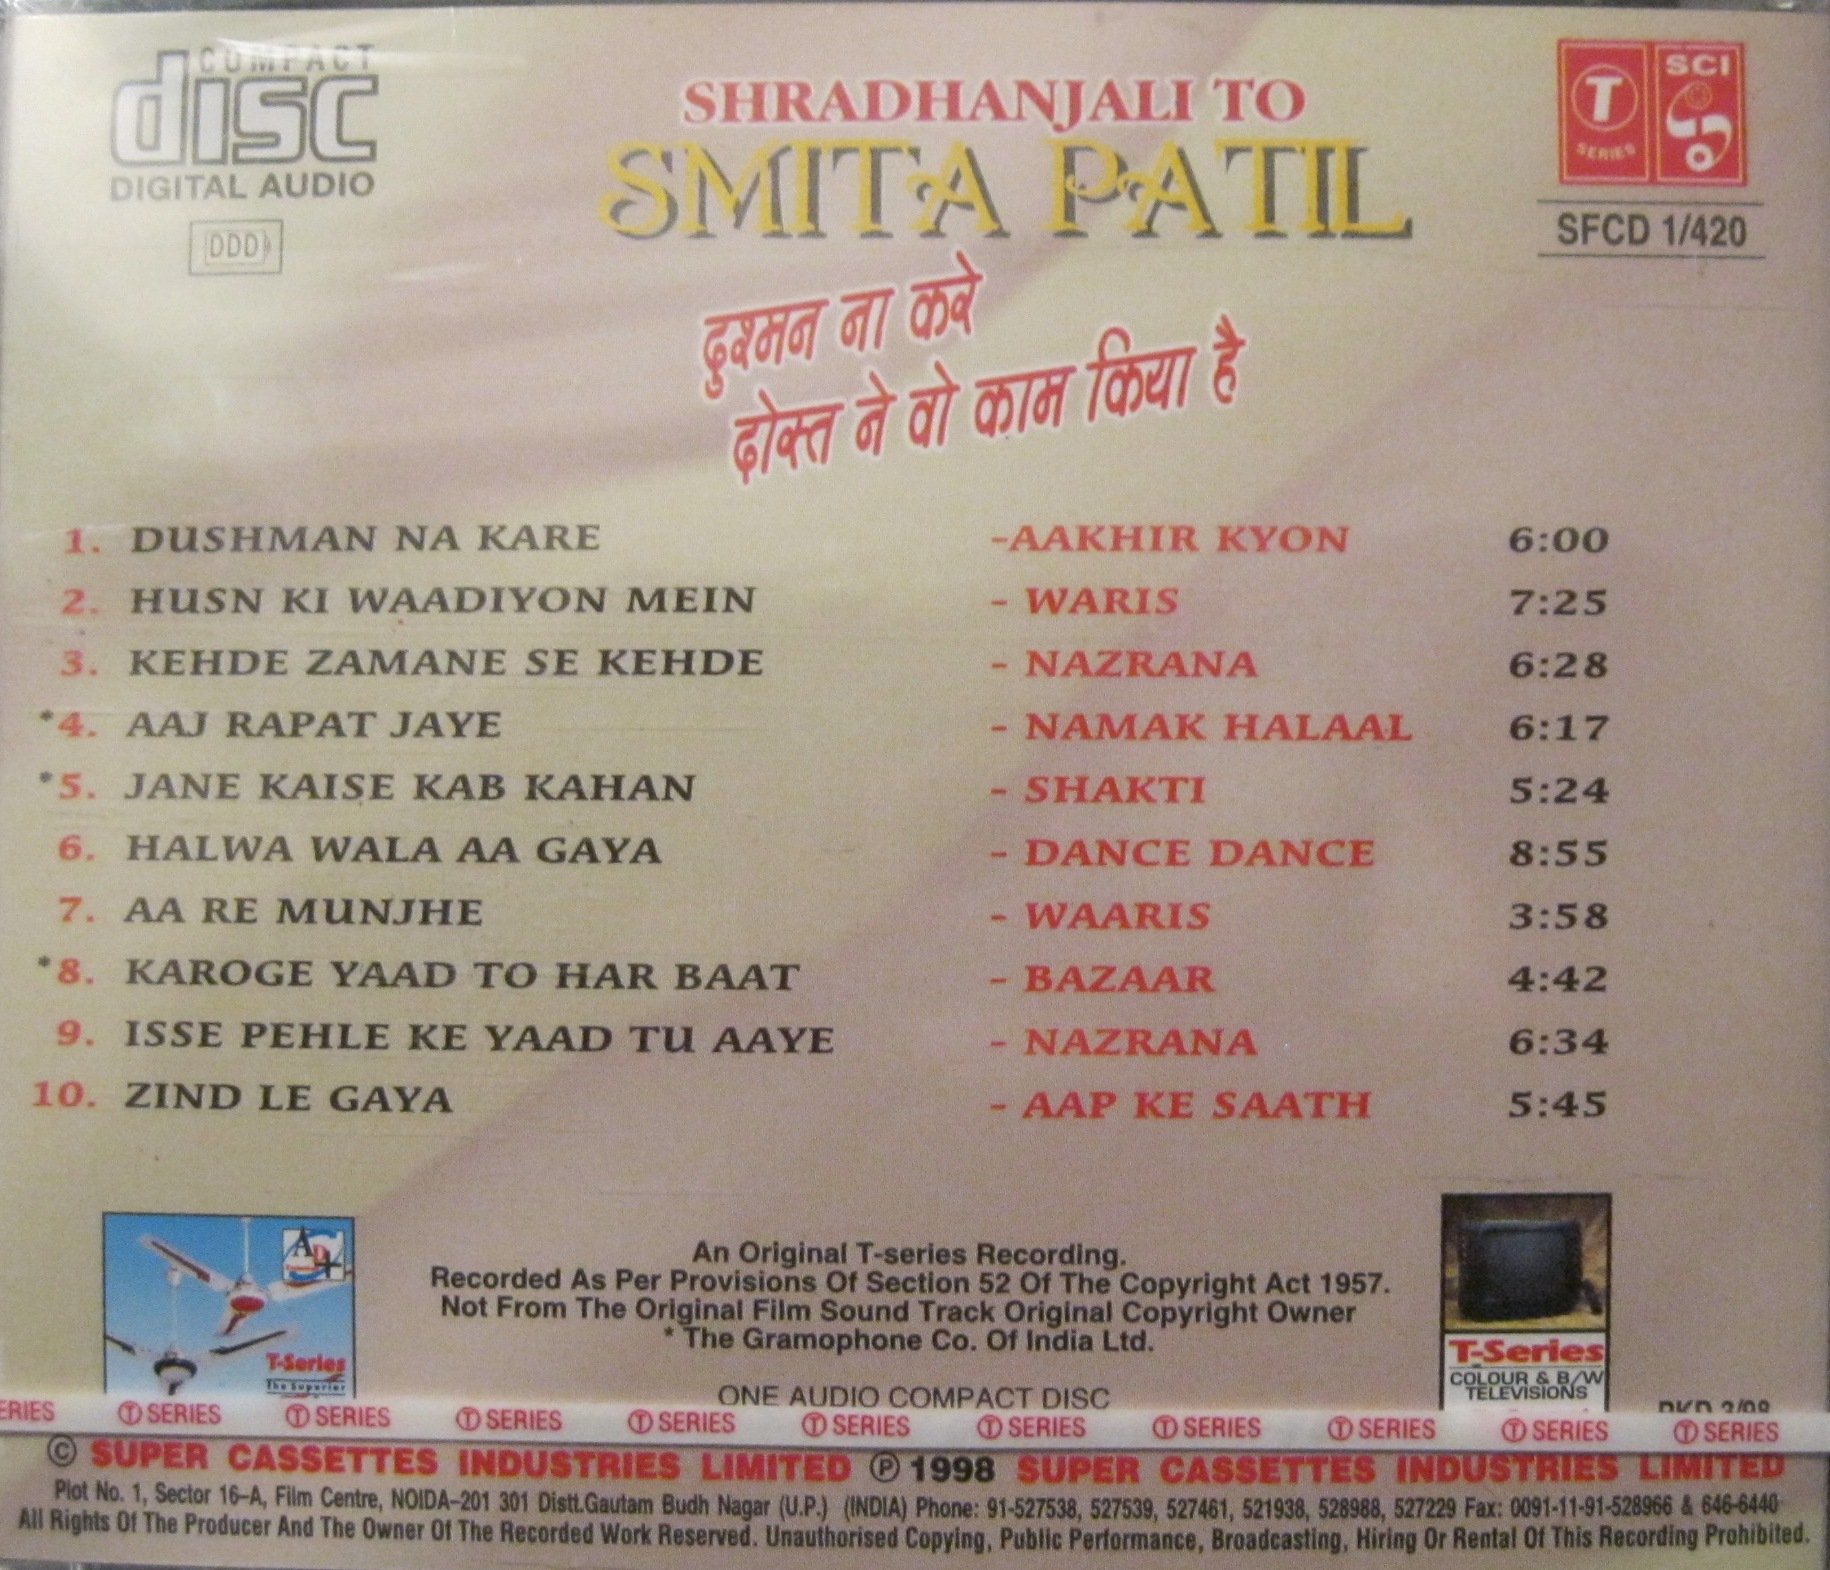 COMPACT
disc
DIGITAL AUDIO
DDD
SHRADHANJALI TO
SMITA PATIL
T
SERIES
SCI
SFCD 1/420
दुश्मन ना करे
दोस्त ने वो काम किया है
1. DUSHMAN NA KARE -AAKHIR KYON 6:00
2. HUSN KI WAADIYON MEIN - WARIS 7:25
3. KEHDE ZAMANE SE KEHDE - NAZRANA 6:28
*4. AAJ RAPAT JAYE - NAMAK HALAAL 6:17
*5. JANE KAISE KAB KAHAN - SHAKTI 5:24
6. HALWA WALA AA GAYA - DANCE DANCE 8:55
7. AA RE MUNJHE - WAARIS 3:58
*8. KAROGE YAAD TO HAR BAAT - BAZAAR 4:42
9. ISSE PEHLE KE YAAD TU AAYE - NAZRANA 6:34
10. ZIND LE GAYA - AAP KE SAATH 5:45
T-Series
The Superior
An Original T-series Recording.
Recorded As Per Provisions Of Section 52 Of The Copyright Act 1957.
Not From The Original Film Sound Track Original Copyright Owner
* The Gramophone Co. Of India Ltd.
ONE AUDIO COMPACT DISC
T-Series
COLOUR & B/W
TELEVISIONS
ERIES T SERIES T SERIES T SERIES T SERIES T SERIES T SERIES T SERIES T SERIES T SERIES T SERIES
© SUPER CASSETTES INDUSTRIES LIMITED ℗ 1998 SUPER CASSETTES INDUSTRIES LIMITED
Plot No. 1, Sector 16-A, Film Centre, NOIDA-201 301 Distt.Gautam Budh Nagar (U.P.) (INDIA) Phone: 91-527538, 527539, 527461, 521938, 528988, 527229 Fax: 0091-11-91-528966 & 646-6440
All Rights Of The Producer And The Owner Of The Recorded Work Reserved. Unauthorised Copying, Public Performance, Broadcasting, Hiring Or Rental Of This Recording Prohibited.